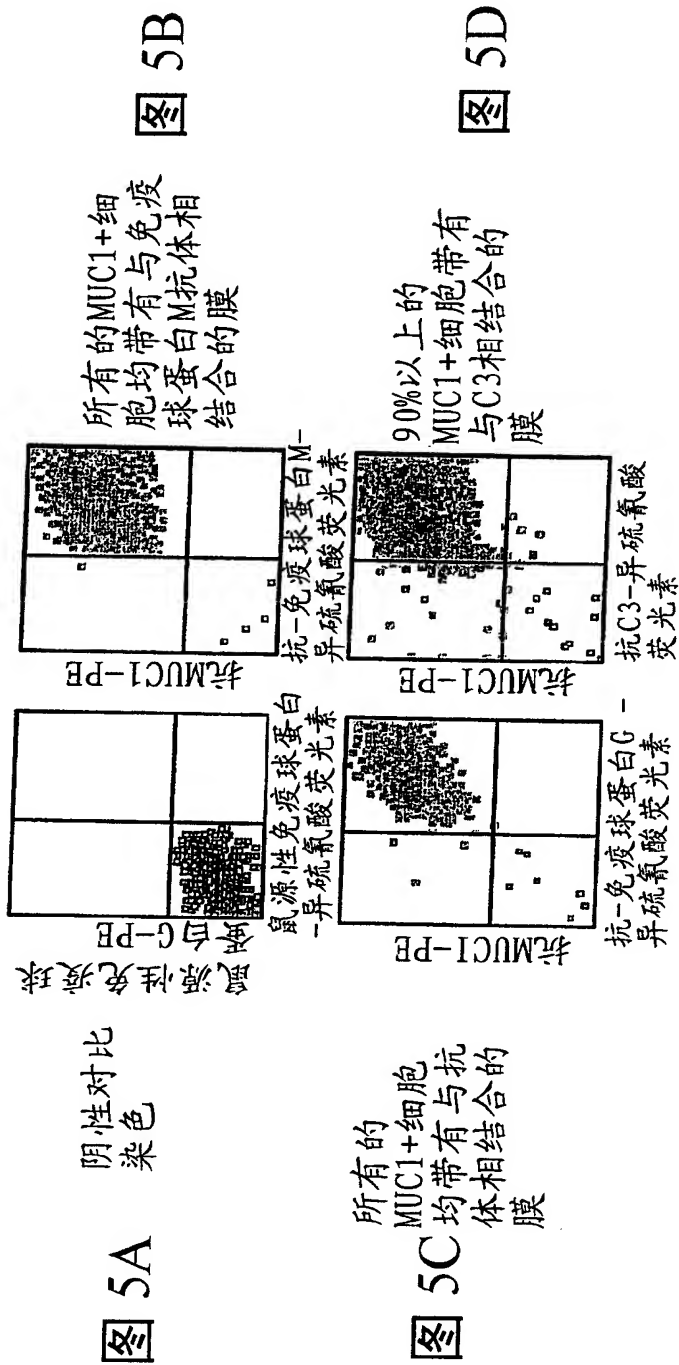 图 5A
阴性对比
染色
鼠源性免疫球
蛋
白G-PE
鼠源性免疫球蛋白
-异硫氰酸荧光素
抗MUC1-PE
抗-免疫球蛋白M-
异硫氰酸荧光素
所有的MUC1+细
胞均带有与免疫
球蛋白M抗体相
结合的膜
图 5B
图 5C
所有的
MUC1+细胞
均带有与抗
体相结合的
膜
抗MUC1-PE
抗-免疫球蛋白G -
异硫氰酸荧光素
抗MUC1-PE
抗C3-异硫氰酸
荧光素
90%以上的
MUC1+细胞带有
与C3相结合的
膜
图 5D